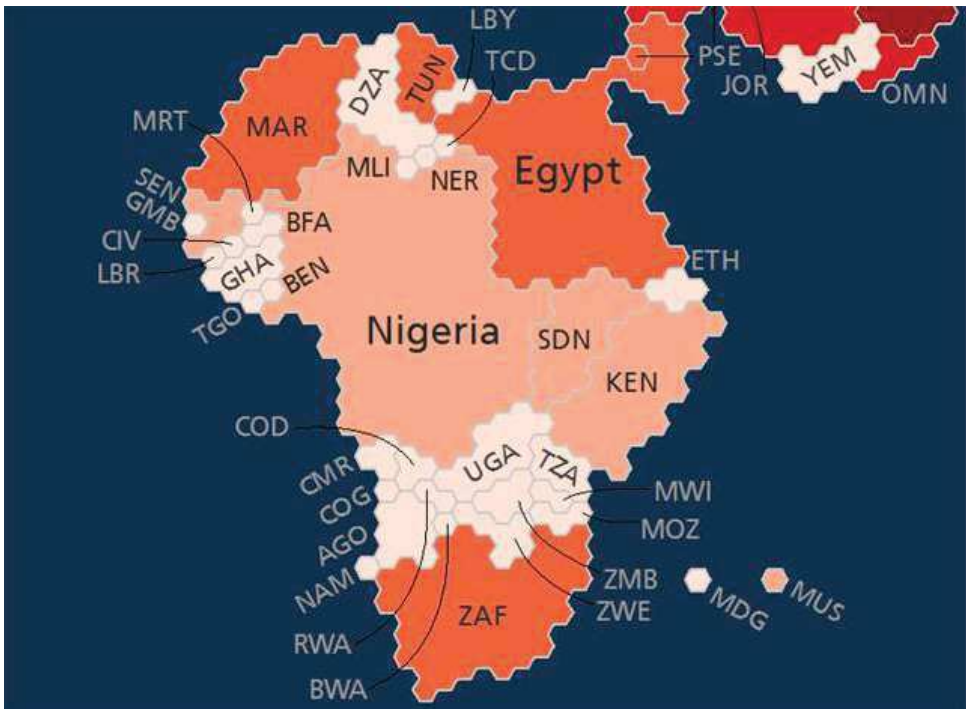 LBY
TCD
PSE
JOR
YEM
OMN
DZA
TUN
MRT
MAR
MLI
NER
Egypt
SEN
GMB
BFA
CIV
LBR
GHA
BEN
TGO
ETH
Nigeria
SDN
KEN
COD
CMR
UGA
TZA
COG
MWI
AGO
MOZ
NAM
ZMB
MDG
MUS
ZAF
ZWE
RWA
BWA